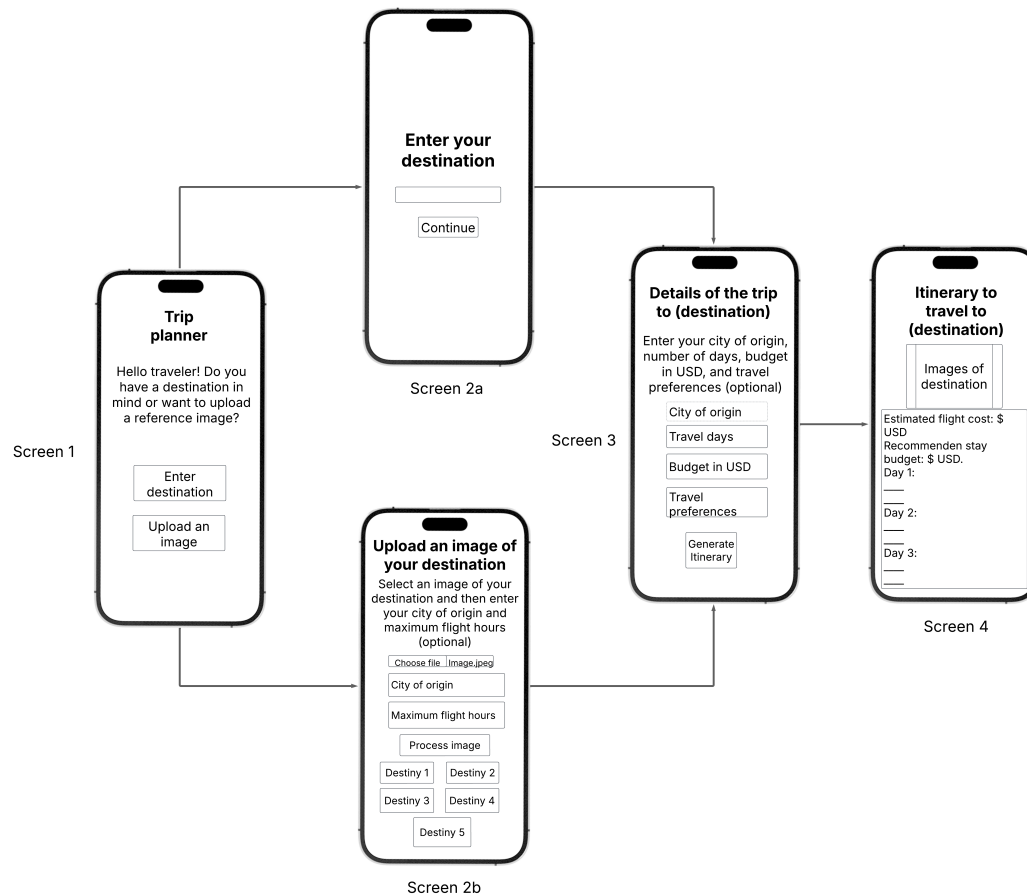 Screen 1
Trip
planner
Hello traveler! Do you
have a destination in
mind or want to upload
a reference image?
Enter
destination
Upload an
image
Enter your
destination
Continue
Screen 2a
Upload an image of
your destination
Select an image of your
destination and then enter
your city of origin and
maximum flight hours
(optional)
Choose file Image.jpeg
City of origin
Maximum flight hours
Process image
Destiny 1 Destiny 2
Destiny 3 Destiny 4
Destiny 5
Screen 2b
Screen 3
Details of the trip
to (destination)
Enter your city of origin,
number of days, budget
in USD, and travel
preferences (optional)
City of origin
Travel days
Budget in USD
Travel
preferences
Generate
Itinerary
Itinerary to
travel to
(destination)
Images of
destination
Estimated flight cost: $
USD
Recommenden stay
budget: $ USD.
Day 1:
Day 2:
Day 3:
Screen 4